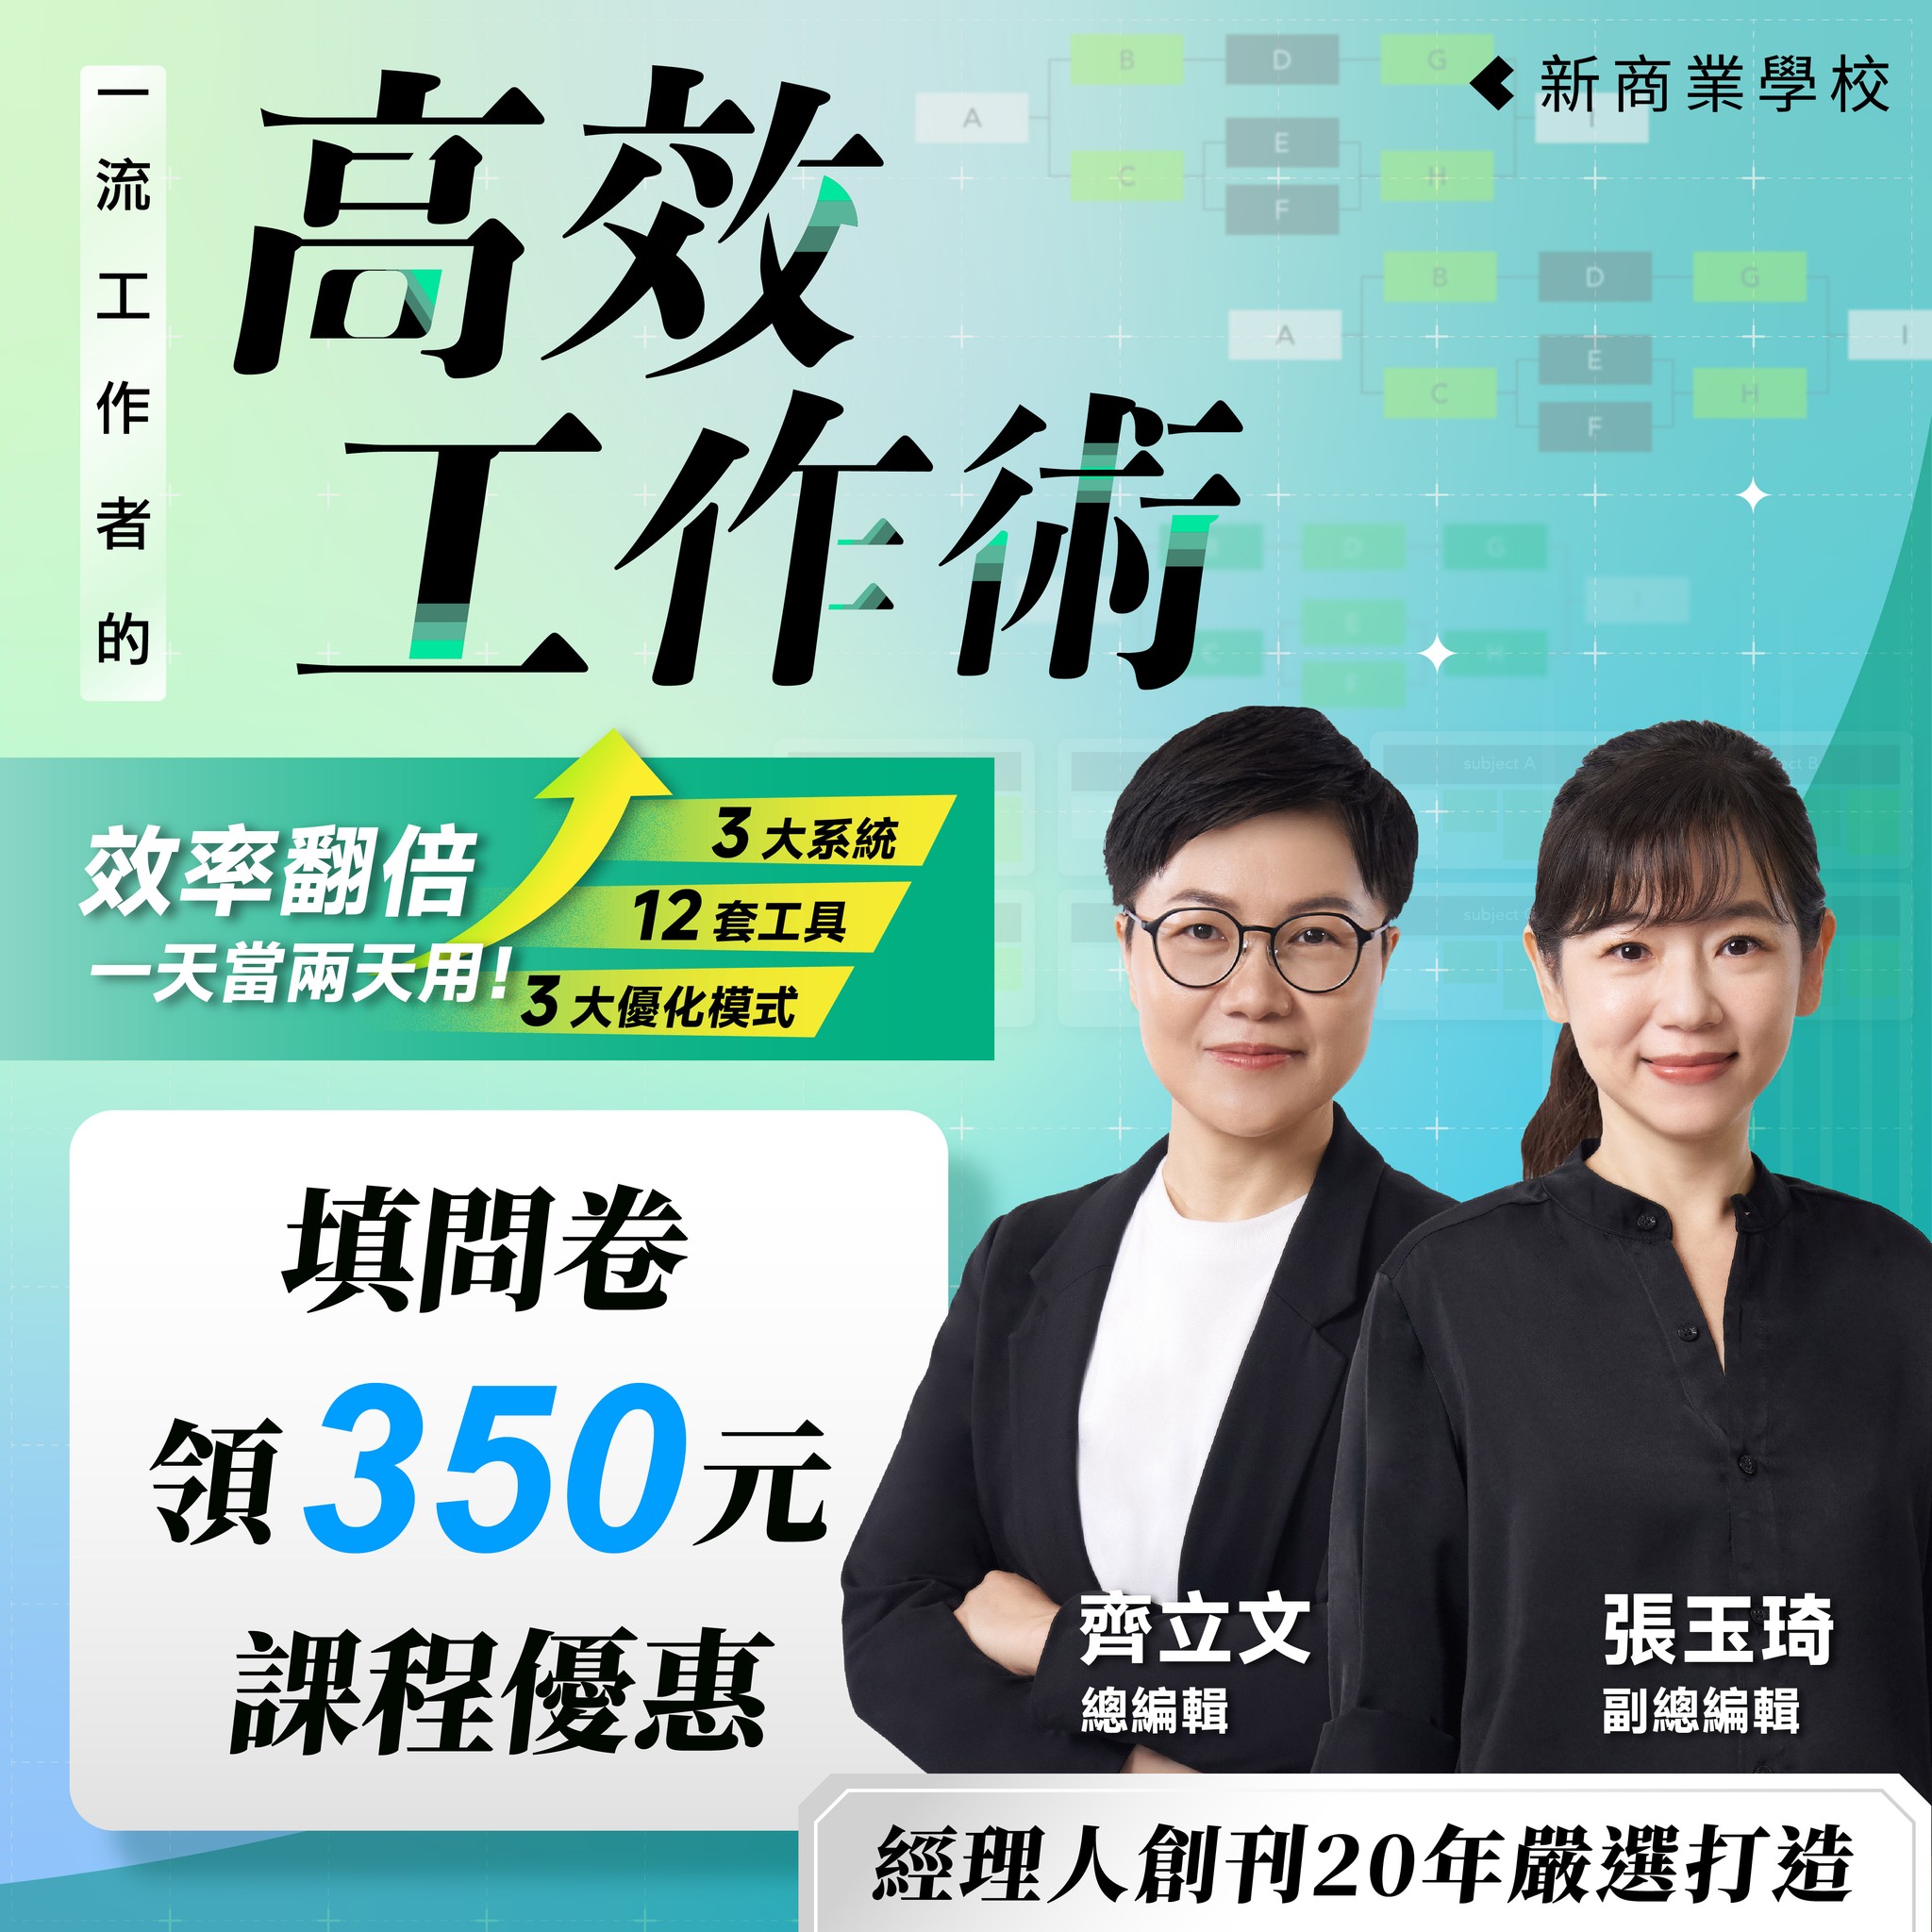 新商業學校
一流工作者的
高效
工作術
效率翻倍
一天當兩天用!
3大系統
12套工具
3大優化模式
填問卷
領350元
課程優惠
齊立文
總編輯
張玉琦
副總編輯
經理人創刊20年嚴選打造
A
B
C
D
E
F
G
H
I
A
B
C
D
E
F
G
H
I
subject A